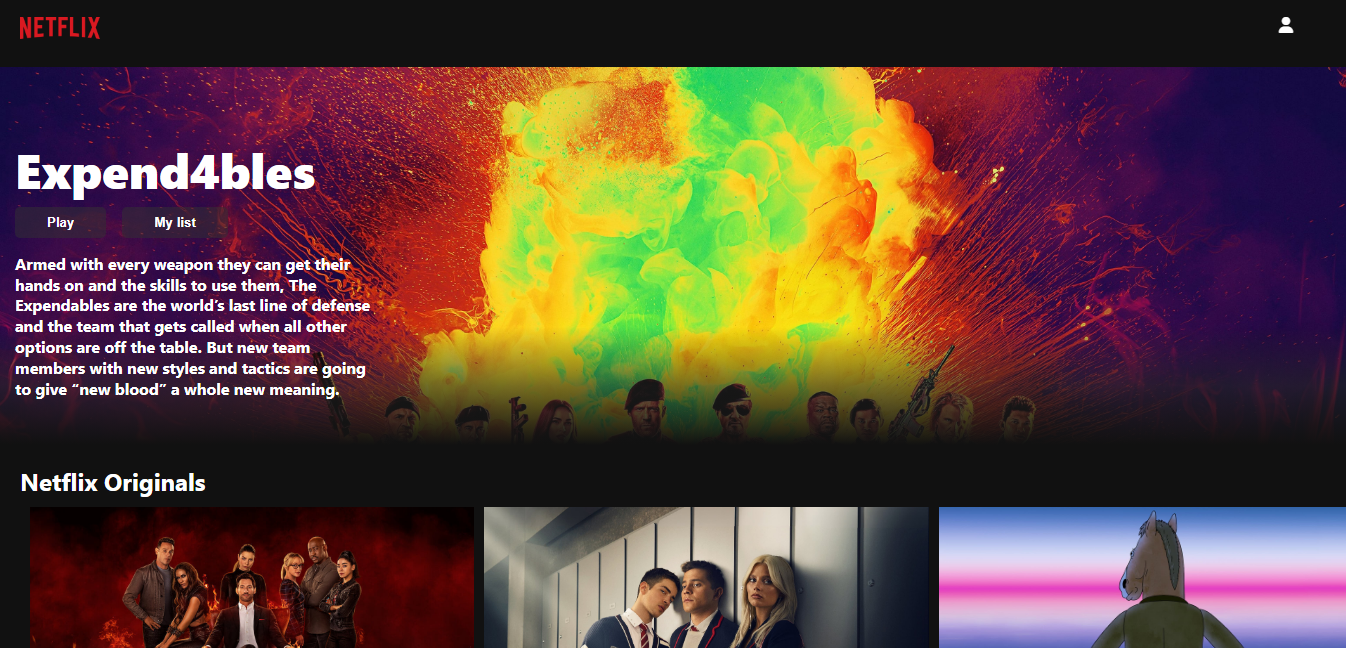 NETFLIX
Expend4bles
Play
My list
Armed with every weapon they can get their
hands on and the skills to use them, The
Expendables are the world’s last line of defense
and the team that gets called when all other
options are off the table. But new team
members with new styles and tactics are going
to give “new blood” a whole new meaning.
Netflix Originals